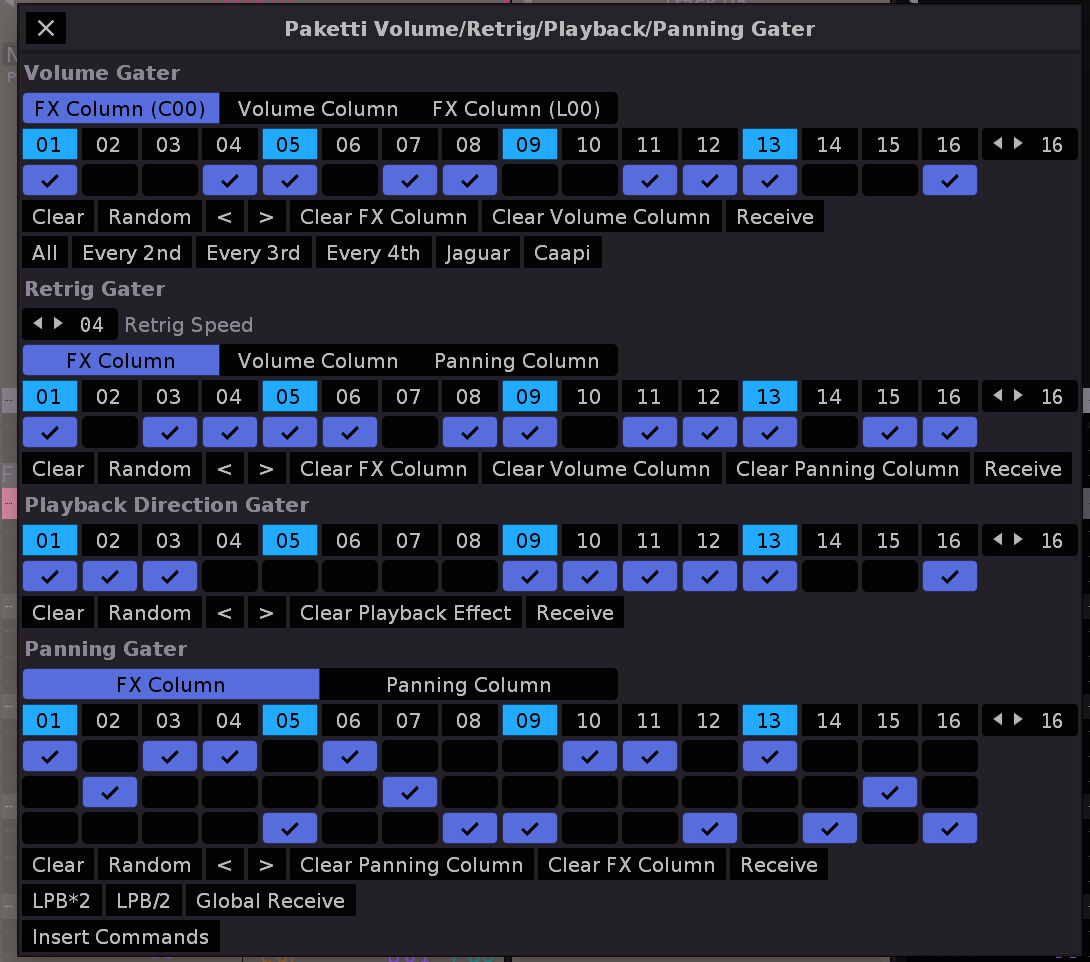 Paketti Volume/Retrig/Playback/Panning Gater
Volume Gater
FX Column (C00) Volume Column FX Column (L00)
01 02 03 04 05 06 07 08 09 10 11 12 13 14 15 16 16
Clear Random < > Clear FX Column Clear Volume Column Receive
All Every 2nd Every 3rd Every 4th Jaguar Caapi
Retrig Gater
04 Retrig Speed
FX Column Volume Column Panning Column
01 02 03 04 05 06 07 08 09 10 11 12 13 14 15 16 16
Clear Random < > Clear FX Column Clear Volume Column Clear Panning Column Receive
Playback Direction Gater
01 02 03 04 05 06 07 08 09 10 11 12 13 14 15 16 16
Clear Random < > Clear Playback Effect Receive
Panning Gater
FX Column Panning Column
01 02 03 04 05 06 07 08 09 10 11 12 13 14 15 16 16
Clear Random < > Clear Panning Column Clear FX Column Receive
LPB*2 LPB/2 Global Receive
Insert Commands